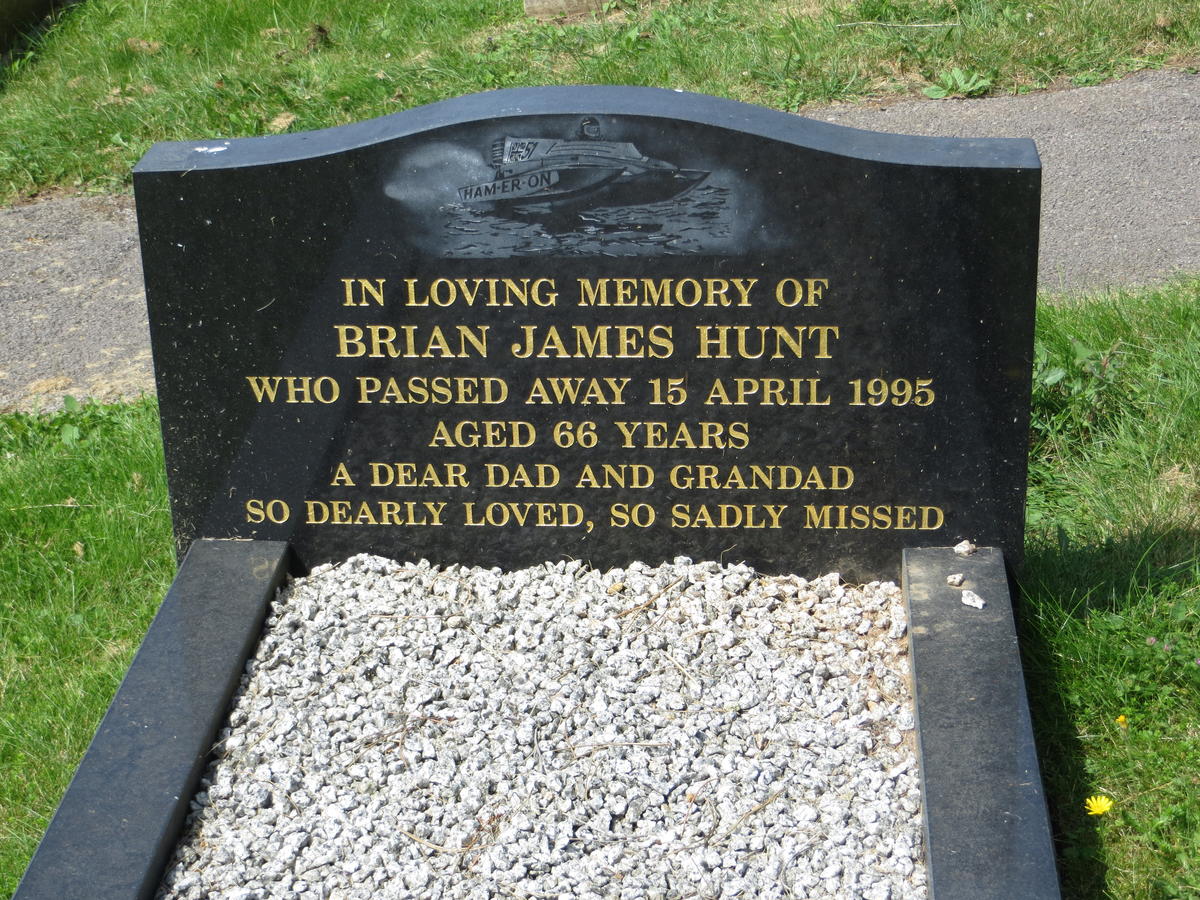 57
HAM-ER-ON
IN LOVING MEMORY OF
BRIAN JAMES HUNT
WHO PASSED AWAY 15 APRIL 1995
AGED 66 YEARS
A DEAR DAD AND GRANDAD
SO DEARLY LOVED, SO SADLY MISSED